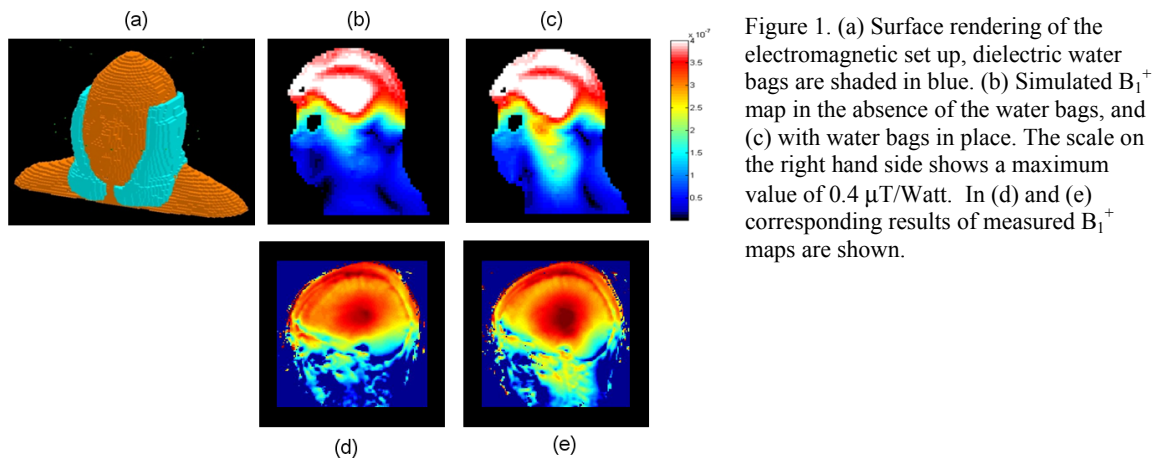 (a)
(b)
(c)
x 10⁻⁷
4
3.5
3
2.5
2
1.5
1
0.5
(d)
(e)
Figure 1. (a) Surface rendering of the
electromagnetic set up, dielectric water
bags are shaded in blue. (b) Simulated B₁⁺
map in the absence of the water bags, and
(c) with water bags in place. The scale on
the right hand side shows a maximum
value of 0.4 μT/Watt. In (d) and (e)
corresponding results of measured B₁⁺
maps are shown.